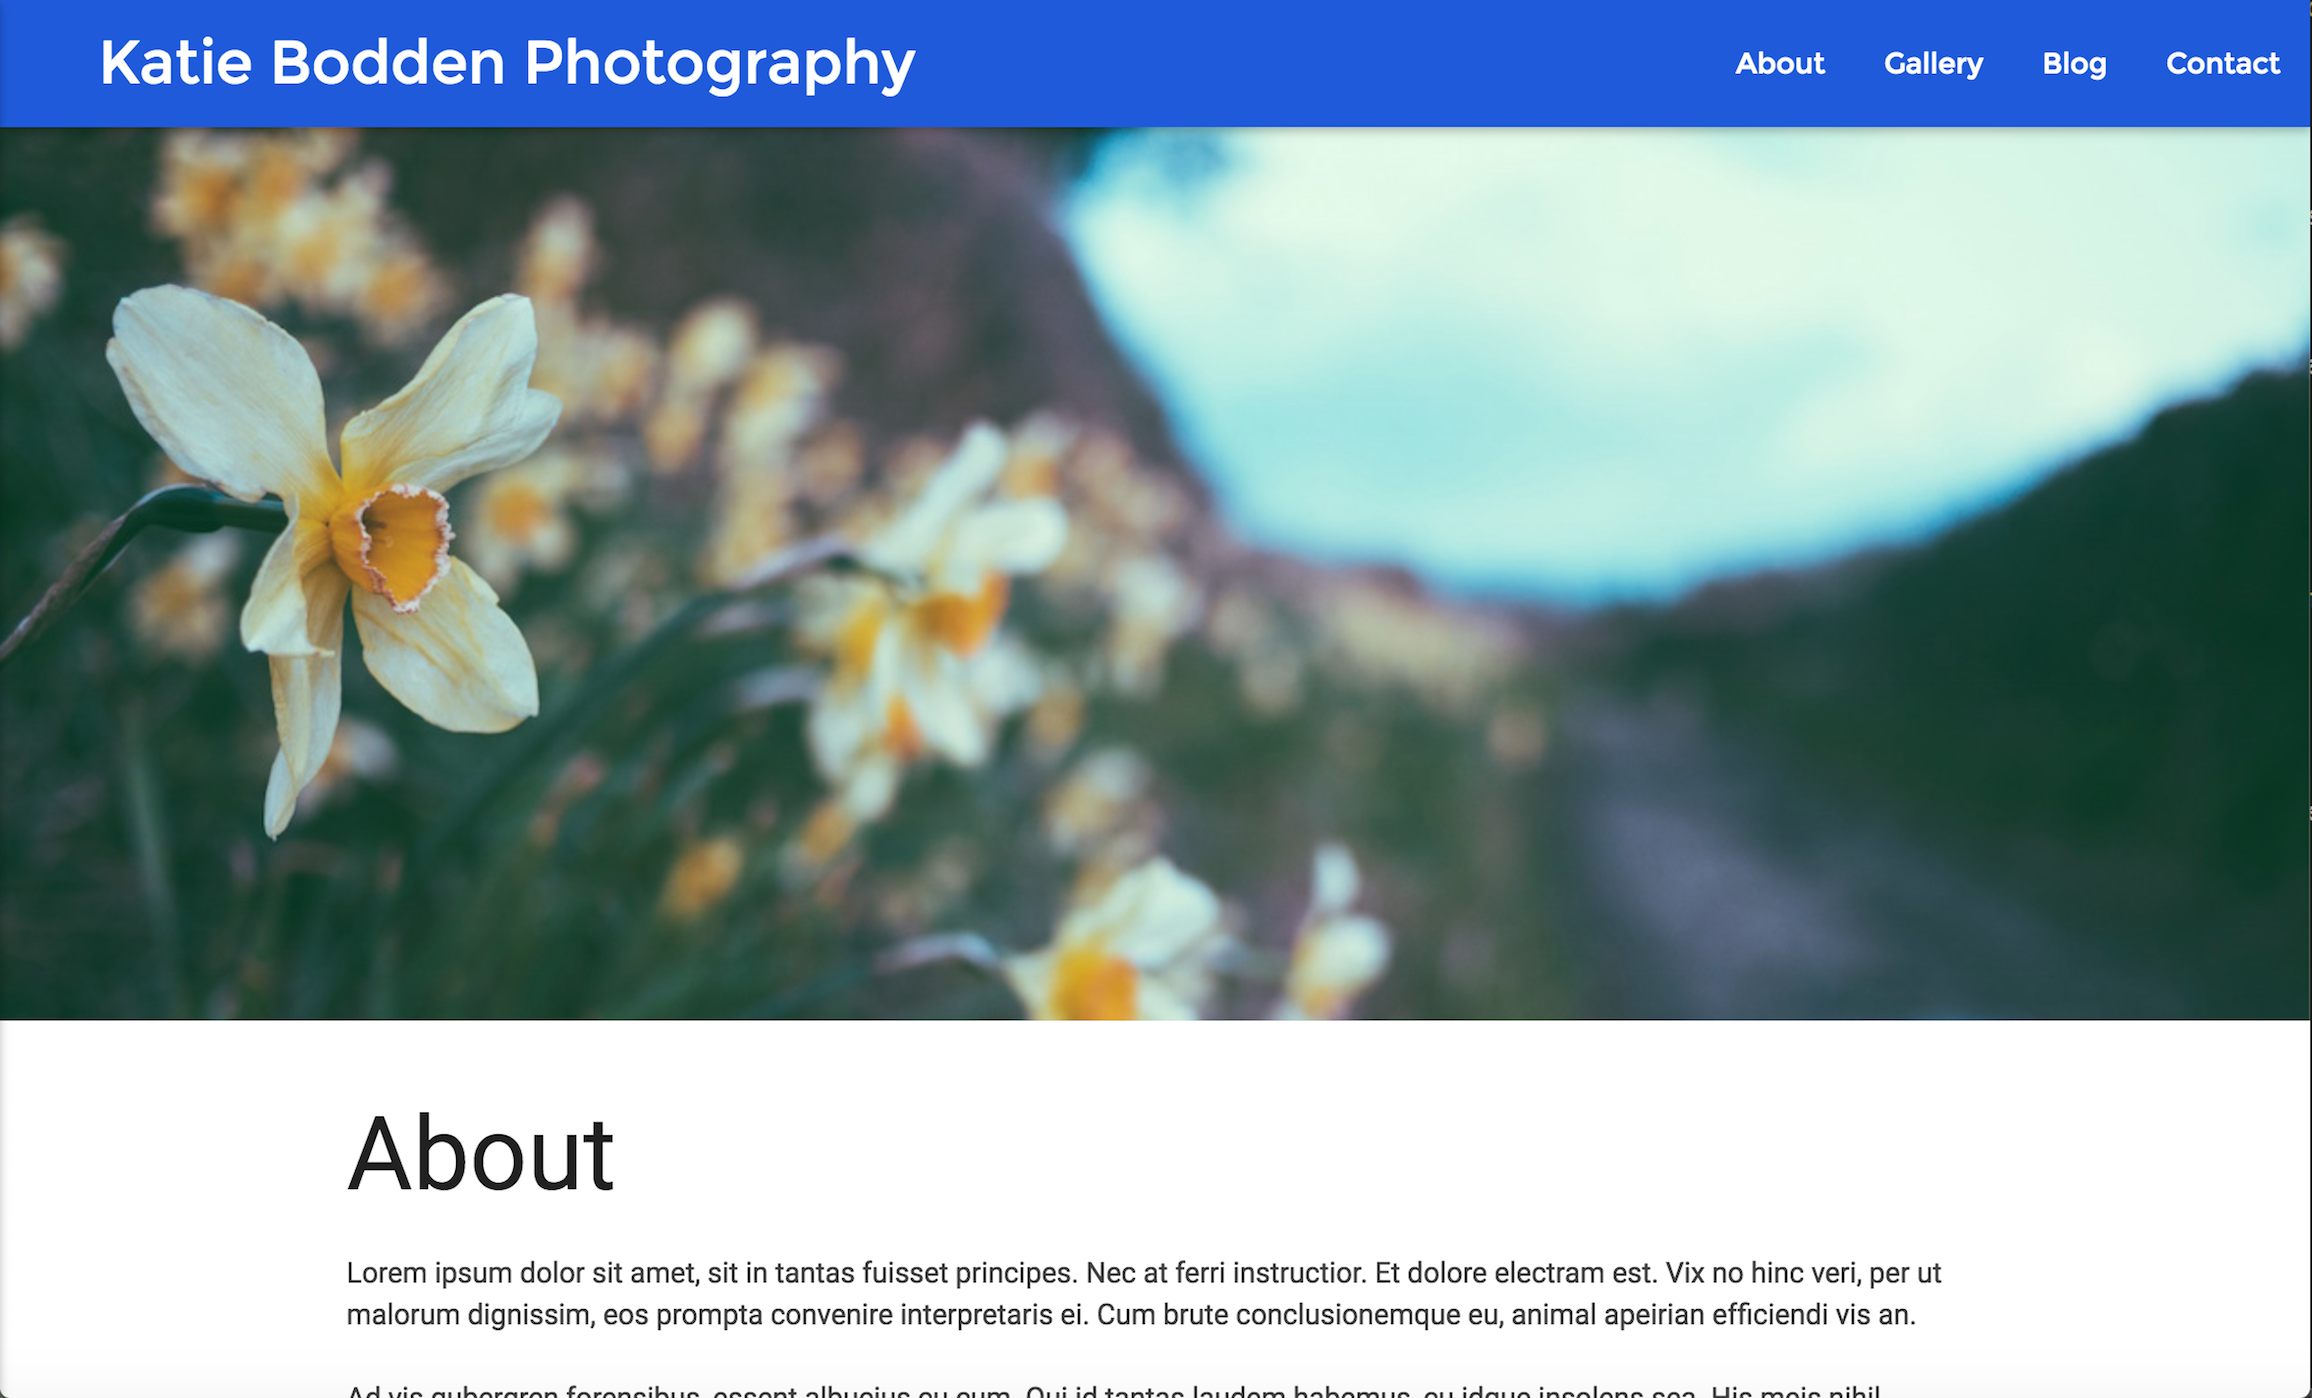 Katie Bodden Photography
About Gallery Blog Contact
About
Lorem ipsum dolor sit amet, sit in tantas fuisset principes. Nec at ferri instructior. Et dolore electram est. Vix no hinc veri, per ut
malorum dignissim, eos prompta convenire interpretaris ei. Cum brute conclusionemque eu, animal apeirian efficiendi vis an.
Ad vis gubergren forensibus, essent albucius eu eum. Qui id tantas laudem habemus, eu idque insolens sea. His meis nihil